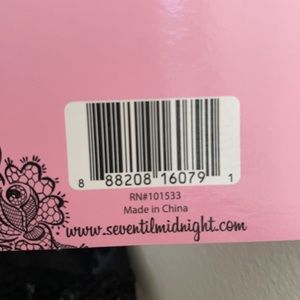 8 88208 16079 1
RN#101533
Made in China
www.seventilmidnight.com